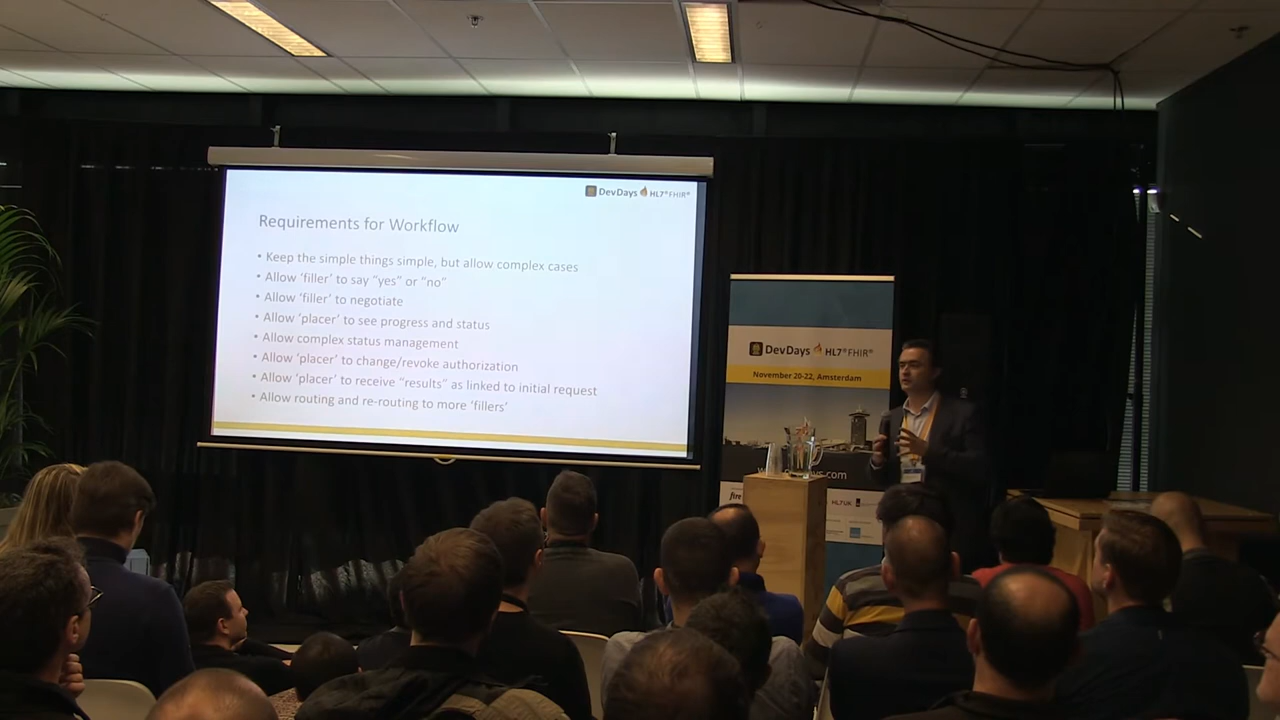 DevDays HL7® FHIR®
Requirements for Workflow
• Keep the simple things simple, but allow complex cases
• Allow ‘filler’ to say “yes” or “no”
• Allow ‘filler’ to negotiate
• Allow ‘placer’ to see progress and status
• Allow complex status management
• Allow ‘placer’ to change/revoke authorization
• Allow ‘placer’ to receive “results” as linked to initial request
• Allow routing and re-routing to more ‘fillers’
DevDays HL7® FHIR®
November 20-22, Amsterdam
fire
HL7UK